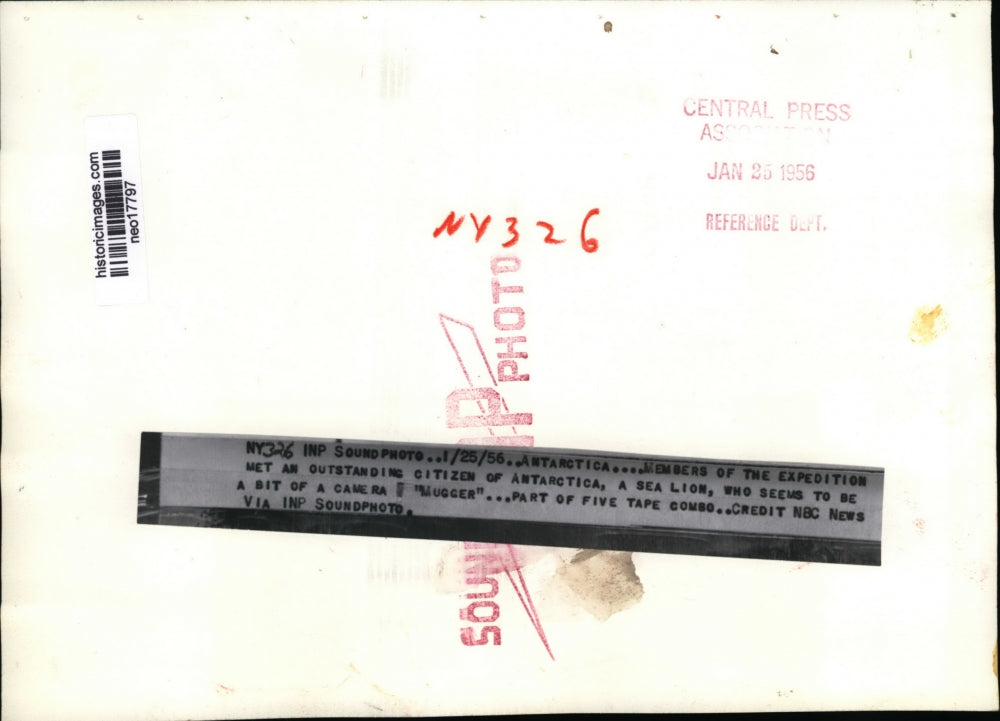 CENTRAL PRESS
ASSOCIATION
JAN 25 1956
REFERENCE DEPT.
historicimages.com
neo17797
NY326
SOUNDPHOTO
NY326 INP SOUNDPHOTO..1/25/56..ANTARCTICA....MEMBERS OF THE EXPEDITION
MET AN OUTSTANDING CITIZEN OF ANTARCTICA, A SEA LION, WHO SEEMS TO BE
A BIT OF A CAMERA "MUGGER"...PART OF FIVE TAPE COMBO..CREDIT NBC NEWS
VIA INP SOUNDPHOTO.